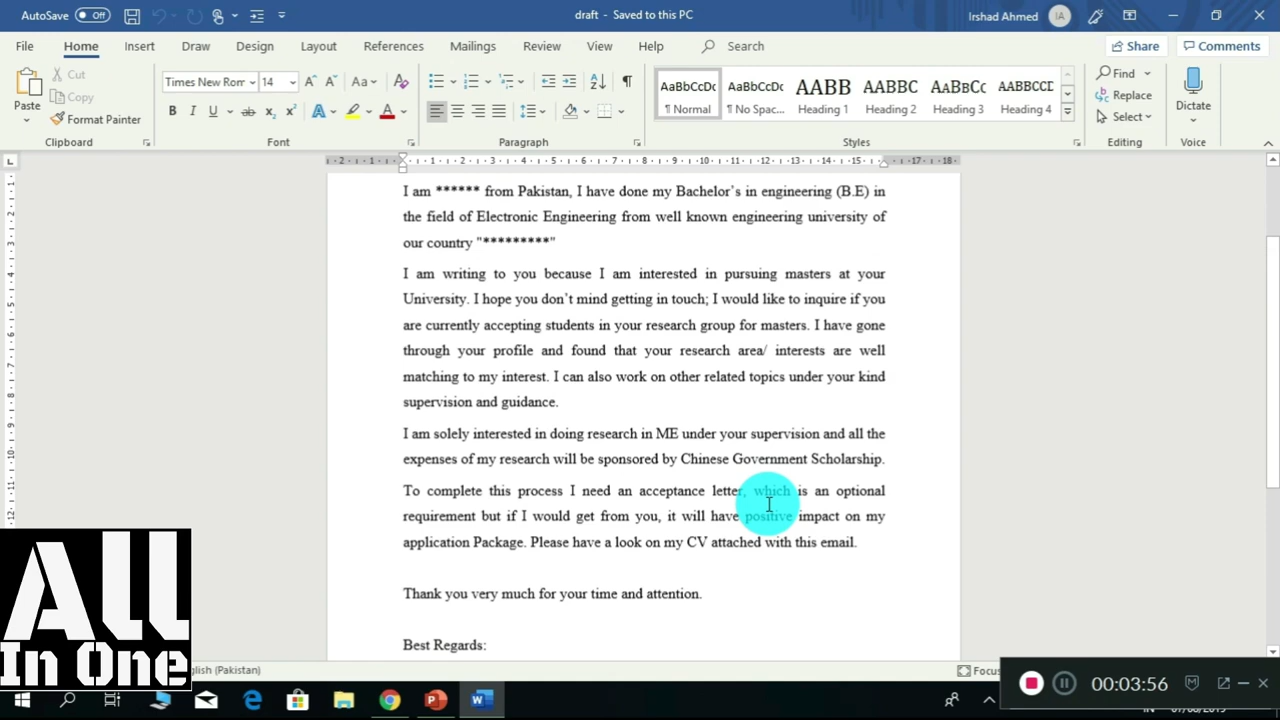 AutoSave Off draft - Saved to this PC Irshad Ahmed IA
File Home Insert Draw Design Layout References Mailings Review View Help Search Share Comments
Paste Cut Copy Format Painter
Times New Rom 14
AaBbCcDc AaBbCcDc AABB AABBC AABBCC AABBCCD
¶ Normal ¶ No Spac... Heading 1 Heading 2 Heading 3 Heading 4
Find Replace Select Dictate
Clipboard Font Paragraph Styles Editing Voice
I am ****** from Pakistan, I have done my Bachelor's in engineering (B.E) in
the field of Electronic Engineering from well known engineering university of
our country "*********"
I am writing to you because I am interested in pursuing masters at your
University. I hope you don't mind getting in touch; I would like to inquire if you
are currently accepting students in your research group for masters. I have gone
through your profile and found that your research area/ interests are well
matching to my interest. I can also work on other related topics under your kind
supervision and guidance.
I am solely interested in doing research in ME under your supervision and all the
expenses of my research will be sponsored by Chinese Government Scholarship.
To complete this process I need an acceptance letter, which is an optional
requirement but if I would get from you, it will have positive impact on my
application Package. Please have a look on my CV attached with this email.
Thank you very much for your time and attention.
Best Regards:
ALL
In One
glish (Pakistan) Focus
00:03:56